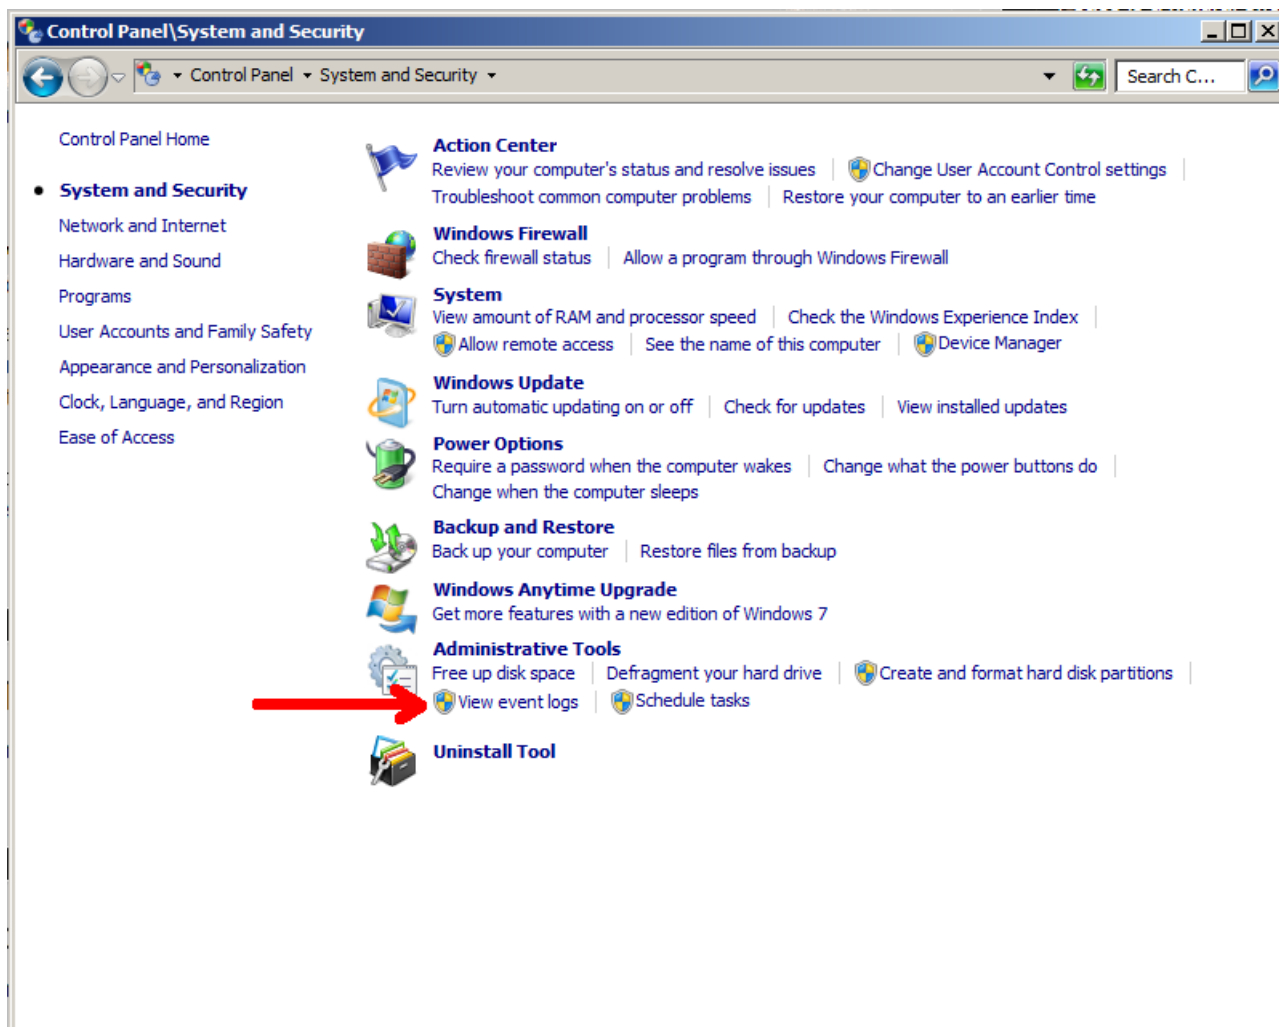 Control Panel\System and Security
Control Panel System and Security
Search C...
Control Panel Home
System and Security
Network and Internet
Hardware and Sound
Programs
User Accounts and Family Safety
Appearance and Personalization
Clock, Language, and Region
Ease of Access
Action Center
Review your computer's status and resolve issues Change User Account Control settings
Troubleshoot common computer problems Restore your computer to an earlier time
Windows Firewall
Check firewall status Allow a program through Windows Firewall
System
View amount of RAM and processor speed Check the Windows Experience Index
Allow remote access See the name of this computer Device Manager
Windows Update
Turn automatic updating on or off Check for updates View installed updates
Power Options
Require a password when the computer wakes Change what the power buttons do
Change when the computer sleeps
Backup and Restore
Back up your computer Restore files from backup
Windows Anytime Upgrade
Get more features with a new edition of Windows 7
Administrative Tools
Free up disk space Defragment your hard drive Create and format hard disk partitions
View event logs Schedule tasks
Uninstall Tool